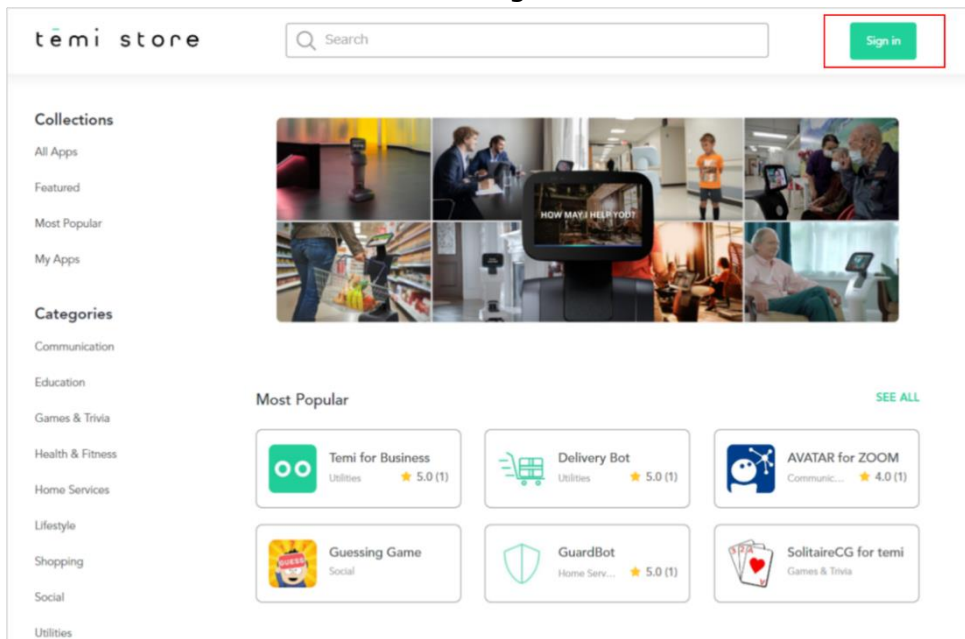 tēmi store
Search
Sign in
Collections
All Apps
Featured
Most Popular
My Apps
Categories
Communication
Education
Games & Trivia
Health & Fitness
Home Services
Lifestyle
Shopping
Social
Utilities
HOW MAY I HELP YOU?
Most Popular
SEE ALL
Temi for Business
Utilities 5.0 (1)
Delivery Bot
Utilities 5.0 (1)
AVATAR for ZOOM
Communic... 4.0 (1)
GUESS
Guessing Game
Social
GuardBot
Home Serv... 5.0 (1)
SolitaireCG for temi
Games & Trivia